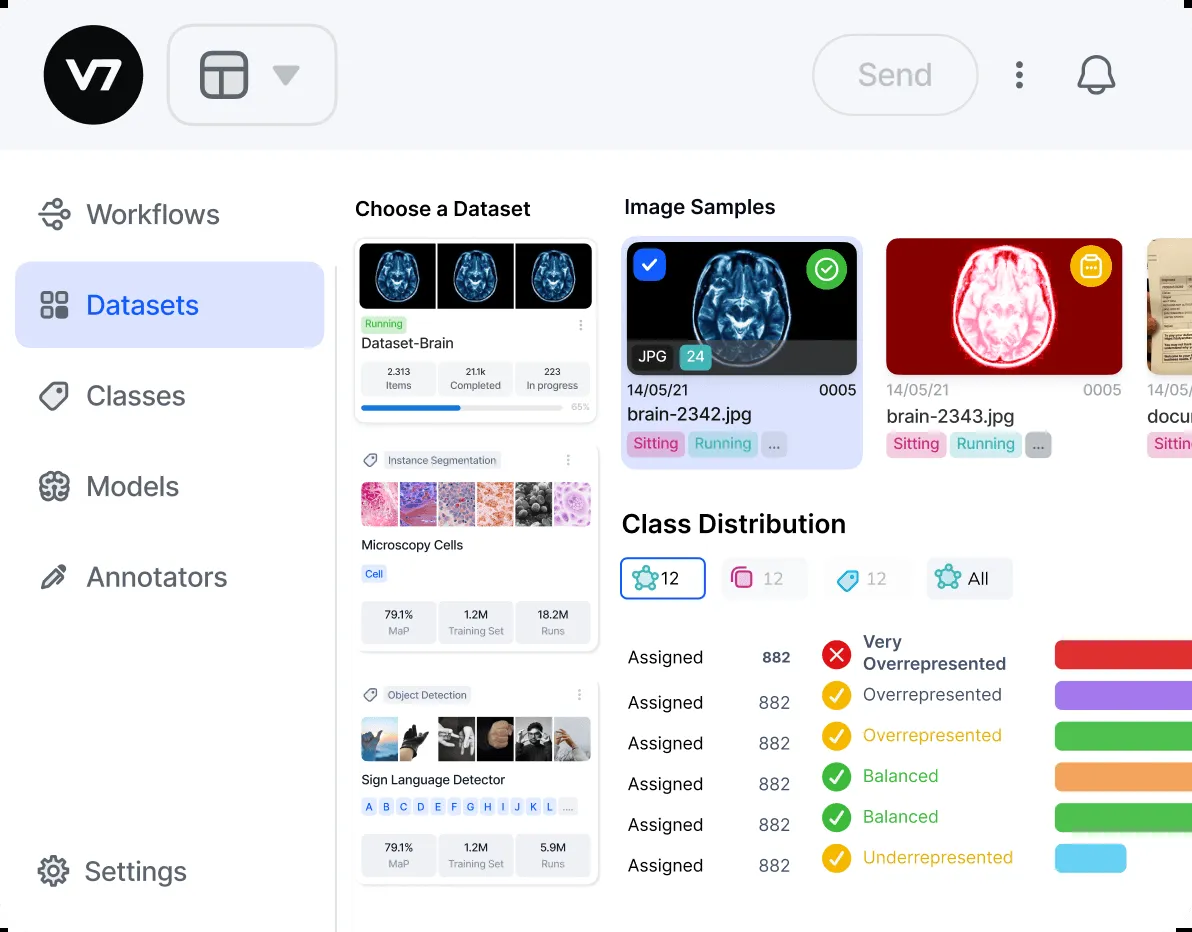 V7
Send
Workflows
Datasets
Classes
Models
Annotators
Settings
Choose a Dataset
Running
Dataset-Brain
2.313 21.1k 223
Items Completed In progress
65%
Instance Segmentation
Microscopy Cells
Cell
79.1% 1.2M 18.2M
MaP Training Set Runs
Object Detection
Sign Language Detector
A B C D E F G H I J K L ....
79.1% 1.2M 5.9M
MaP Training Set Runs
Image Samples
JPG 24
14/05/21 0005
brain-2342.jpg
Sitting Running ...
14/05/21 0005
brain-2343.jpg
Sitting Running ...
14/05/
docu
Sittin
Class Distribution
12 12 12 All
Assigned 882 Very
Overrepresented
Assigned 882 Overrepresented
Assigned 882 Overrepresented
Assigned 882 Balanced
Assigned 882 Balanced
Assigned 882 Underrepresented